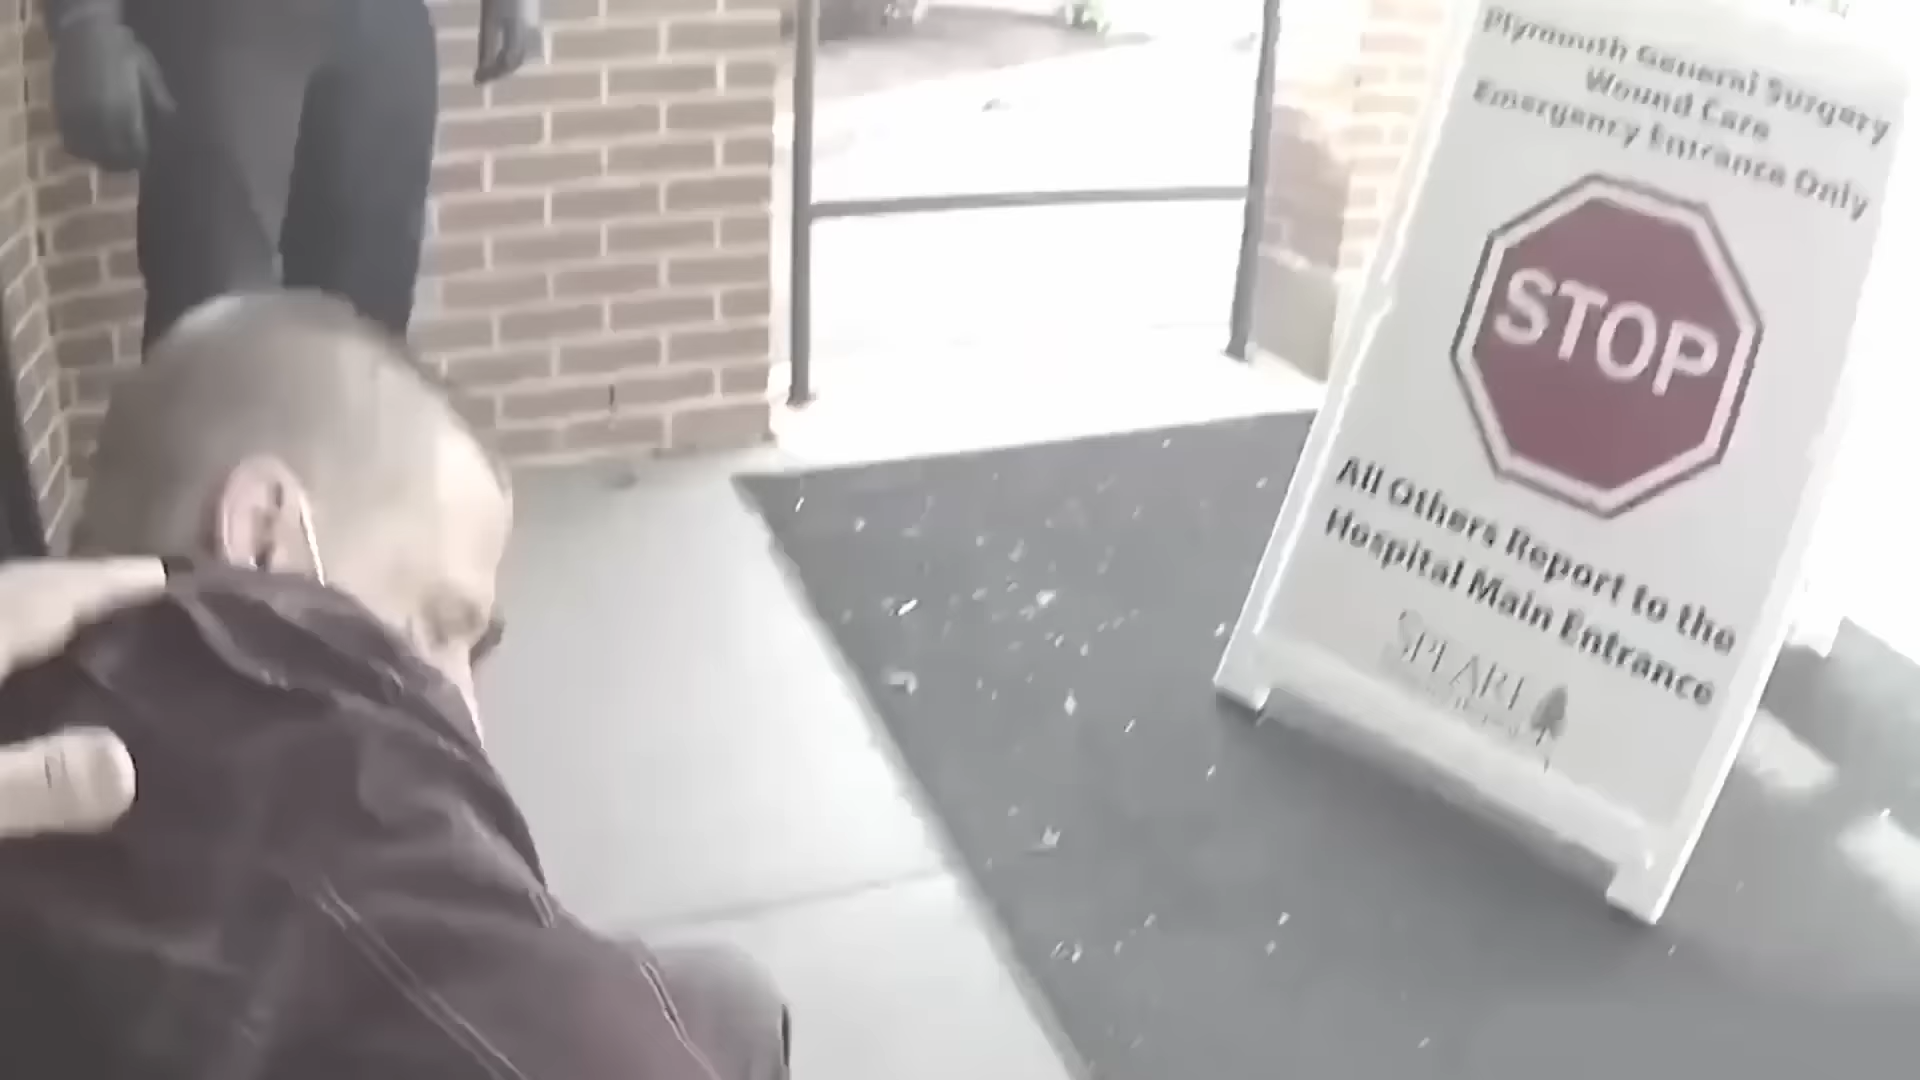 Plymouth General Surgery
Wound Care
Emergency Entrance Only
STOP
All Others Report to the
Hospital Main Entrance